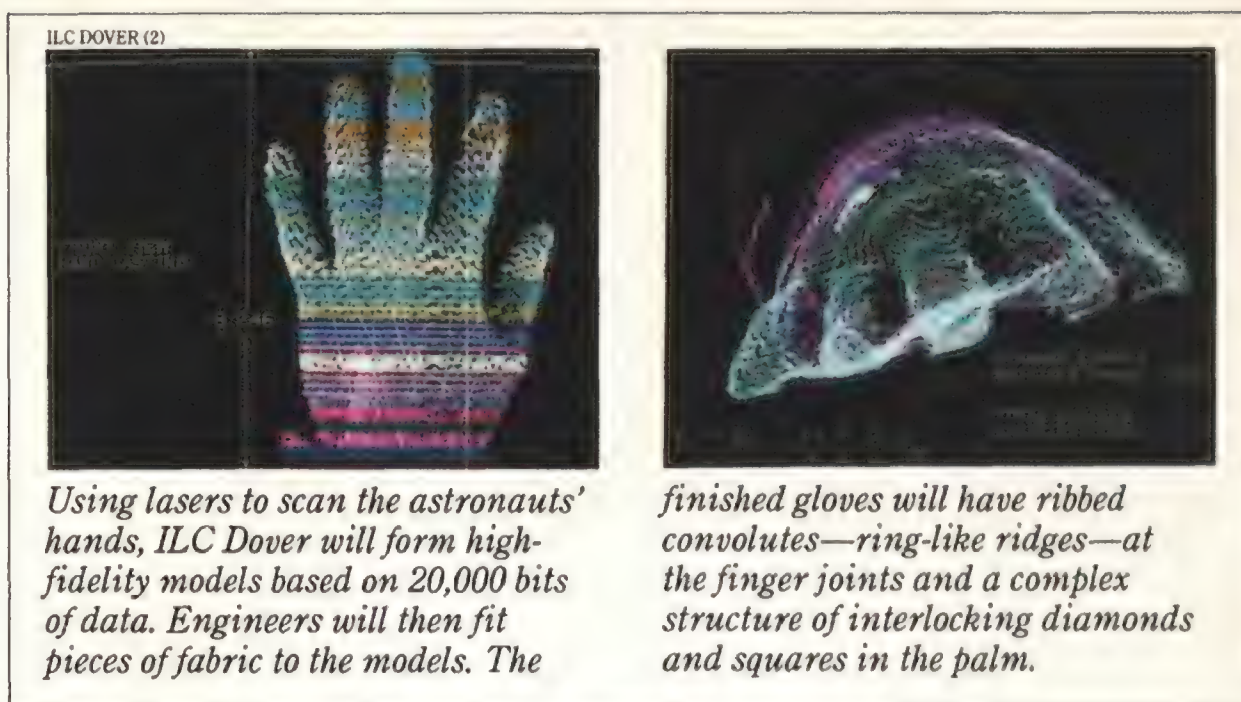 ILC DOVER (2)
Using lasers to scan the astronauts'
hands, ILC Dover will form high-
fidelity models based on 20,000 bits
of data. Engineers will then fit
pieces of fabric to the models. The
finished gloves will have ribbed
convolutes—ring-like ridges—at
the finger joints and a complex
structure of interlocking diamonds
and squares in the palm.